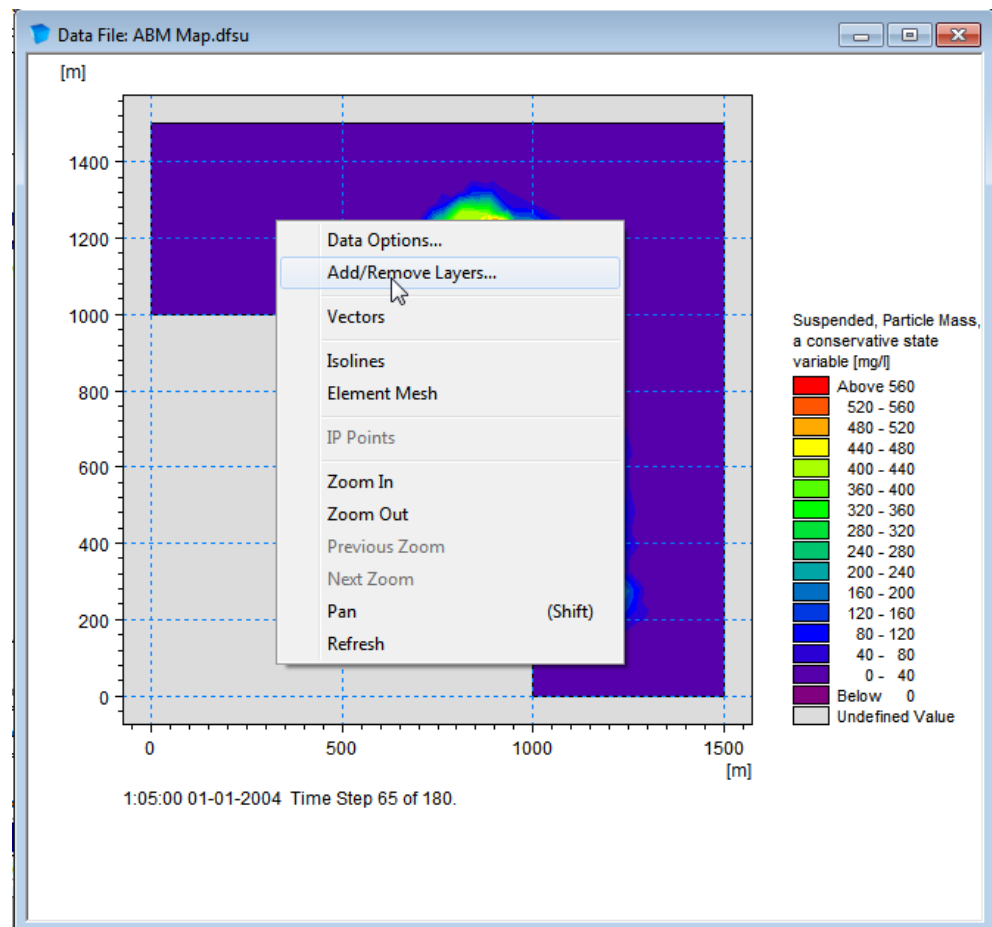 Data File: ABM Map.dfsu
[m]
1400
1200
1000
800
600
400
200
0
0
500
1000
1500
[m]
1:05:00 01-01-2004 Time Step 65 of 180.
Data Options...
Add/Remove Layers...
Vectors
Isolines
Element Mesh
IP Points
Zoom In
Zoom Out
Previous Zoom
Next Zoom
Pan (Shift)
Refresh
Suspended, Particle Mass,
a conservative state
variable [mg/l]
Above 560
520 - 560
480 - 520
440 - 480
400 - 440
360 - 400
320 - 360
280 - 320
240 - 280
200 - 240
160 - 200
120 - 160
80 - 120
40 - 80
0 - 40
Below 0
Undefined Value